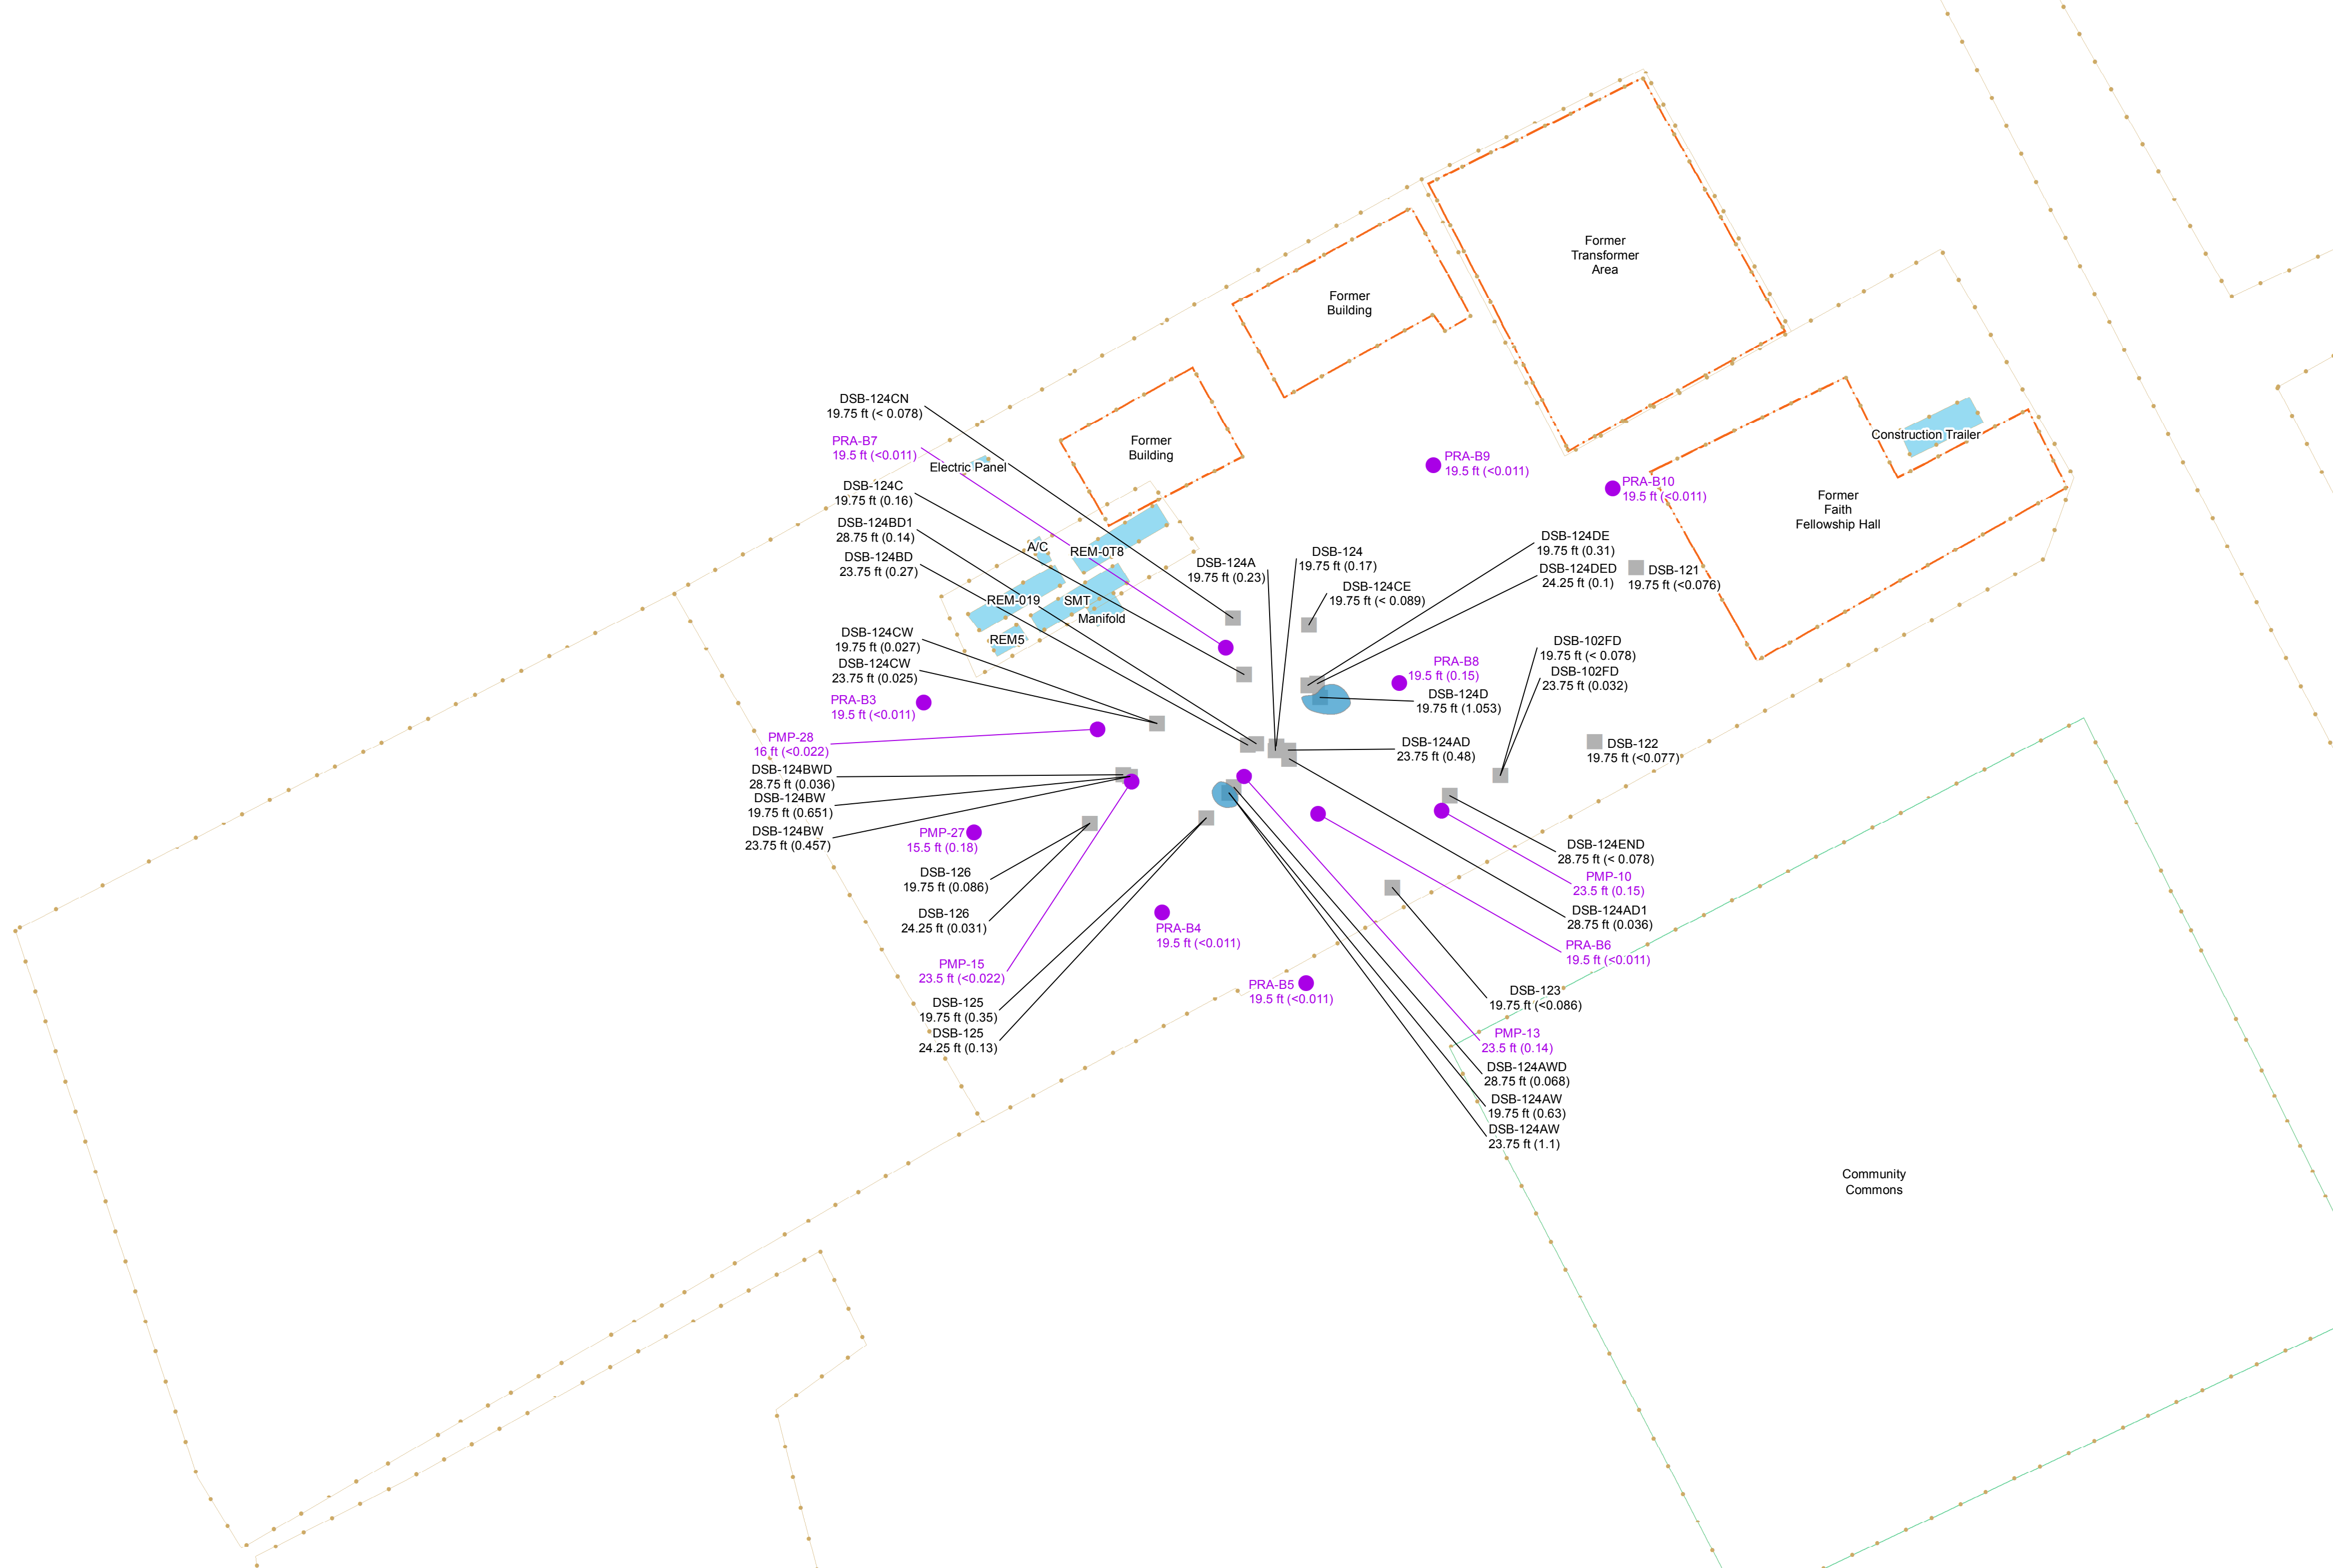 Former
Transformer
Area
Former
Building
Former
Building
Construction Trailer
Former
Faith
Fellowship Hall
DSB-124CN
19.75 ft (< 0.078)
PRA-B7
19.5 ft (<0.011)
Electric Panel
DSB-124C
19.75 ft (0.16)
DSB-124BD1
28.75 ft (0.14)
DSB-124BD
23.75 ft (0.27)
A/C
REM-0T8
REM-019
SMT
Manifold
REM5
PRA-B9
19.5 ft (<0.011)
PRA-B10
19.5 ft (<0.011)
DSB-124A
19.75 ft (0.23)
DSB-124
19.75 ft (0.17)
DSB-124CE
19.75 ft (< 0.089)
DSB-124DE
19.75 ft (0.31)
DSB-124DED
24.25 ft (0.1)
DSB-121
19.75 ft (<0.076)
DSB-124CW
19.75 ft (0.027)
DSB-124CW
23.75 ft (0.025)
PRA-B3
19.5 ft (<0.011)
PMP-28
16 ft (<0.022)
PRA-B8
19.5 ft (0.15)
DSB-124D
19.75 ft (1.053)
DSB-102FD
19.75 ft (< 0.078)
DSB-102FD
23.75 ft (0.032)
DSB-124AD
23.75 ft (0.48)
DSB-122
19.75 ft (<0.077)
DSB-124BWD
28.75 ft (0.036)
DSB-124BW
19.75 ft (0.651)
DSB-124BW
23.75 ft (0.457)
PMP-27
15.5 ft (0.18)
DSB-126
19.75 ft (0.086)
DSB-126
24.25 ft (0.031)
PMP-15
23.5 ft (<0.022)
DSB-125
19.75 ft (0.35)
DSB-125
24.25 ft (0.13)
PRA-B4
19.5 ft (<0.011)
PRA-B5
19.5 ft (<0.011)
DSB-124END
28.75 ft (< 0.078)
PMP-10
23.5 ft (0.15)
DSB-124AD1
28.75 ft (0.036)
PRA-B6
19.5 ft (<0.011)
DSB-123
19.75 ft (<0.086)
PMP-13
23.5 ft (0.14)
DSB-124AWD
28.75 ft (0.068)
DSB-124AW
19.75 ft (0.63)
DSB-124AW
23.75 ft (1.1)
Community
Commons